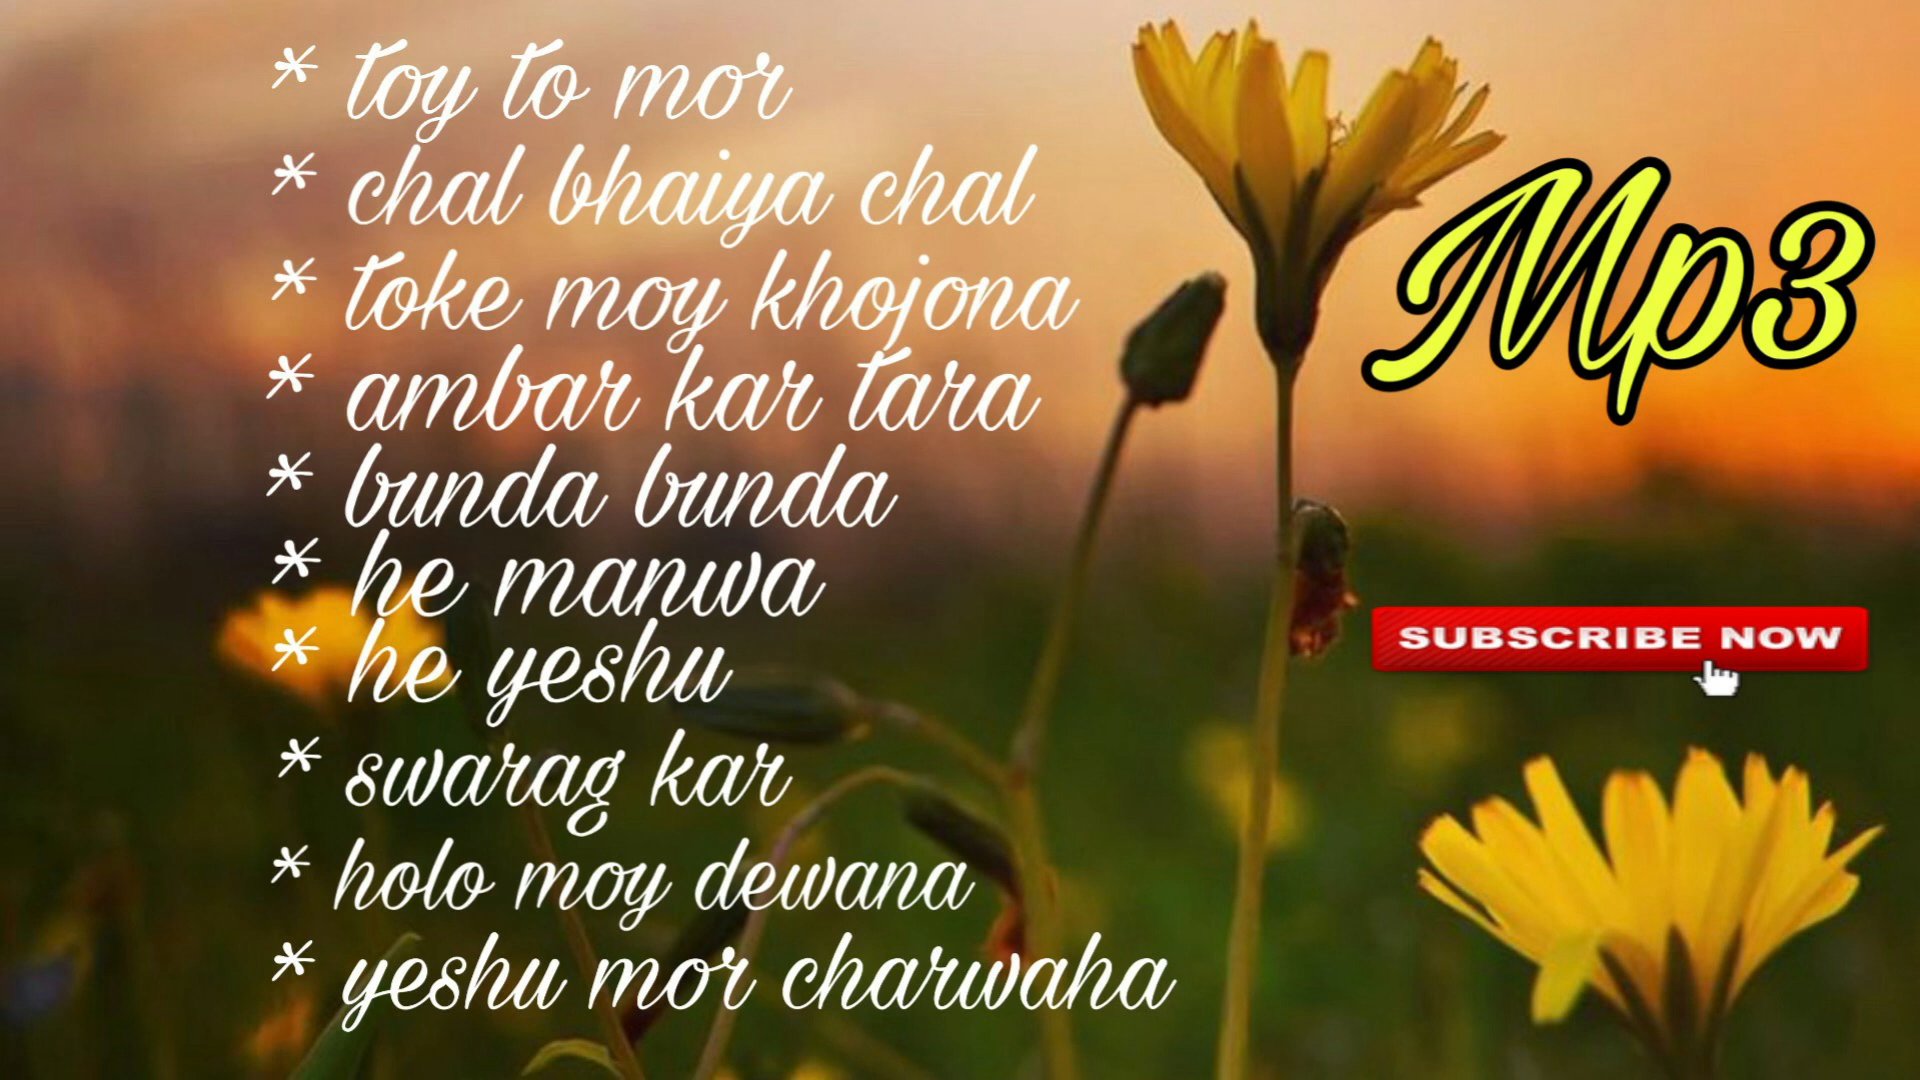 * toy to mor
* chal bhaiya chal
* toke moy khojona
* ambar kar tara
* bunda bunda
* he manwa
* he yeshu
* swarag kar
* holo moy dewana
* yeshu mor charwaha
Mp3
SUBSCRIBE NOW